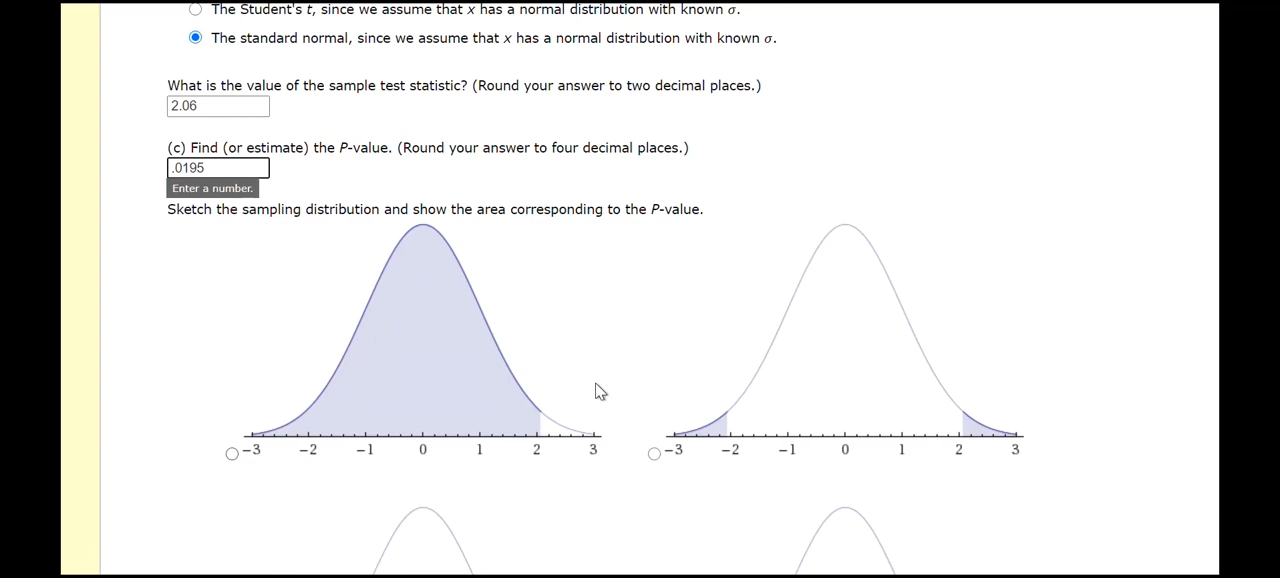 The Student's t, since we assume that x has a normal distribution with known σ.
The standard normal, since we assume that x has a normal distribution with known σ.
What is the value of the sample test statistic? (Round your answer to two decimal places.)
2.06
(c) Find (or estimate) the P-value. (Round your answer to four decimal places.)
.0195
Enter a number.
Sketch the sampling distribution and show the area corresponding to the P-value.
−3 −2 −1 0 1 2 3
−3 −2 −1 0 1 2 3